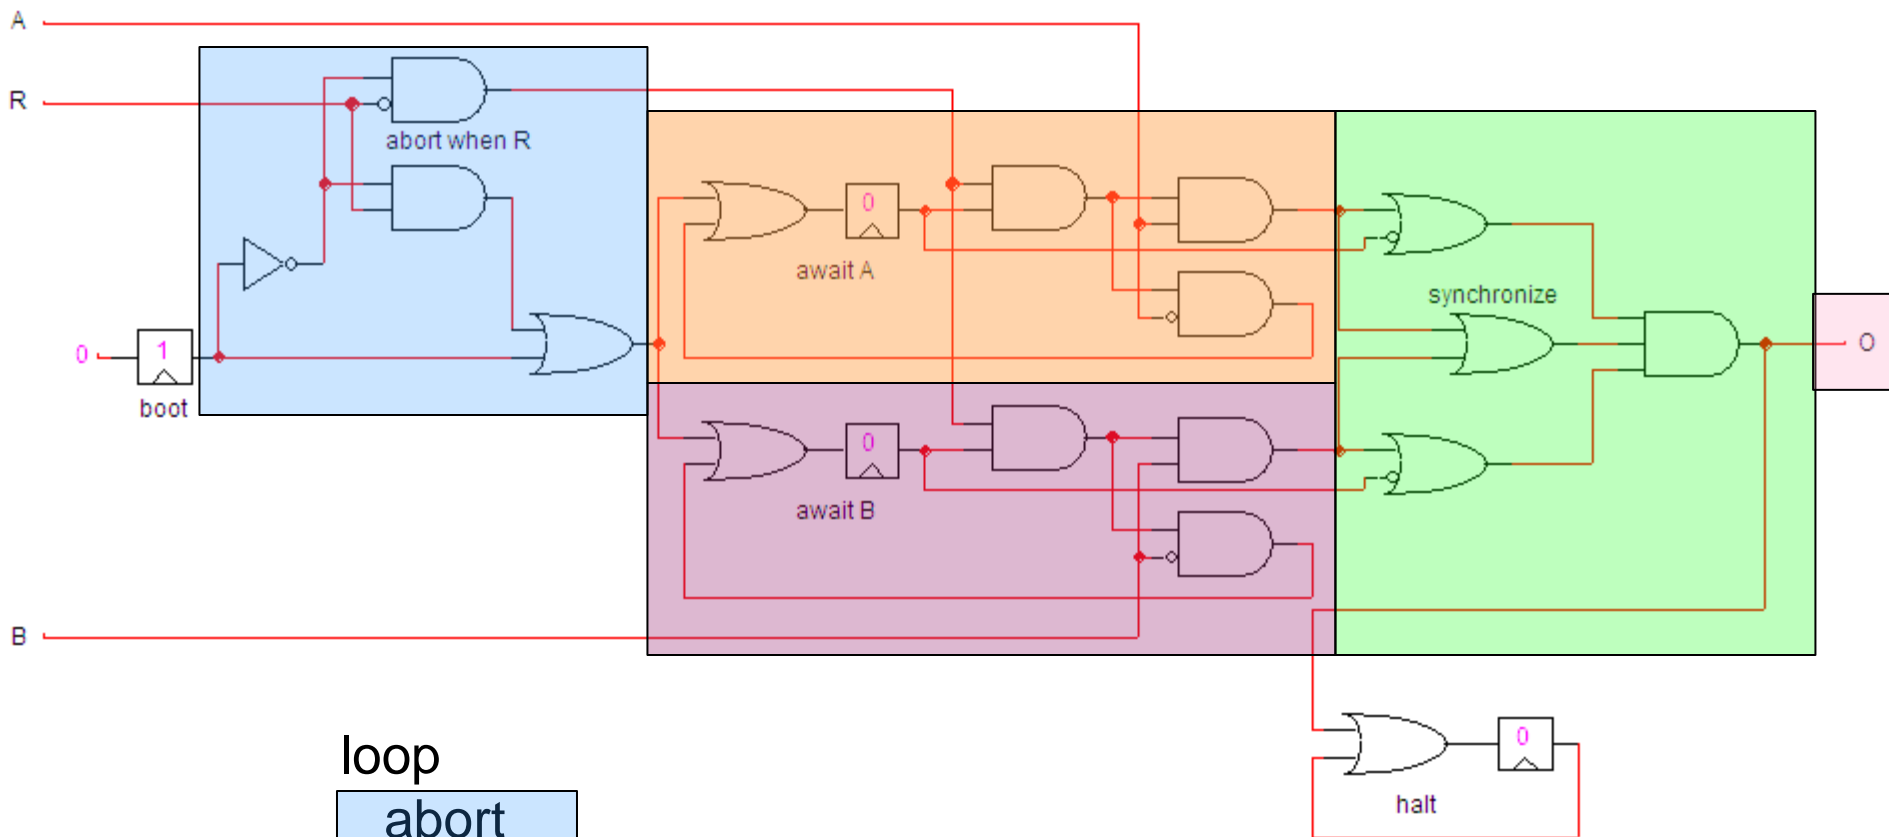 A
R
abort when R
0
await A
synchronize
0
1
O
boot
0
await B
B
loop
0
abort
halt